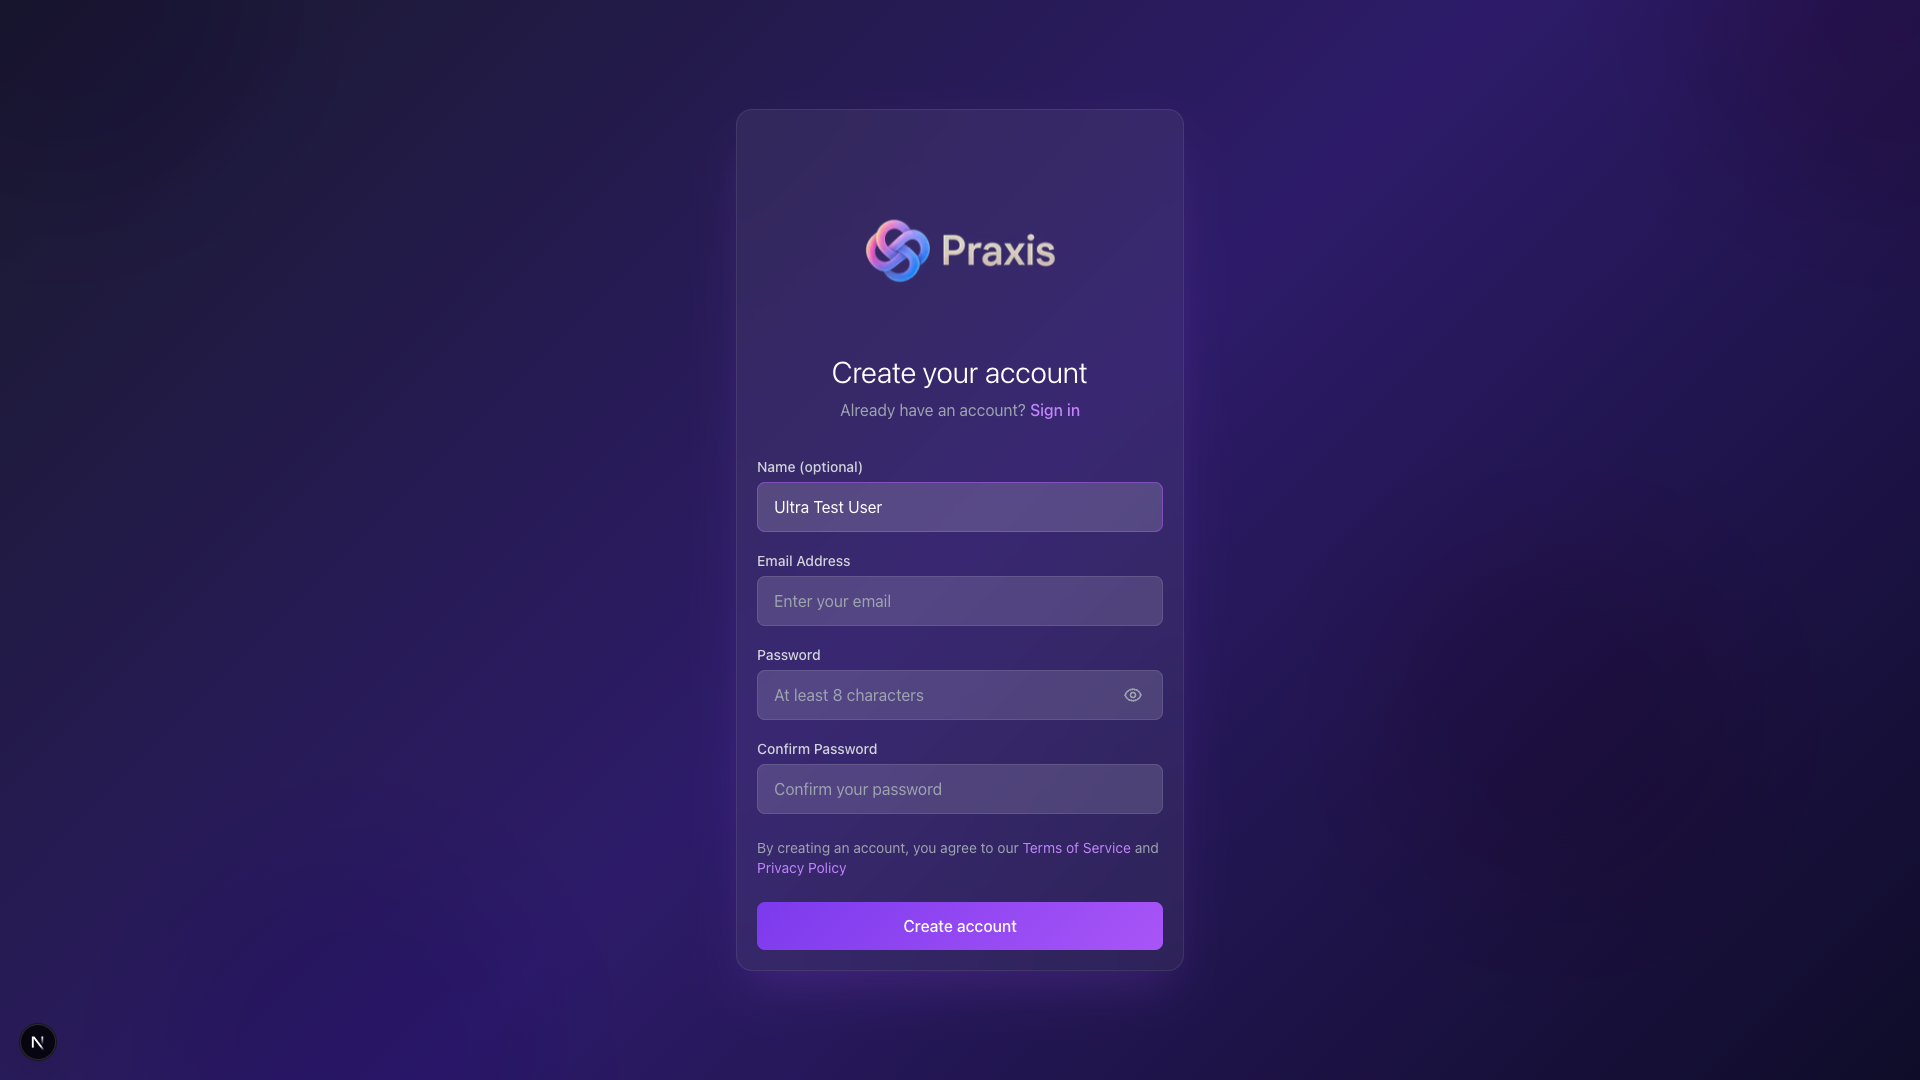 Praxis
Create your account
Already have an account? Sign in
Name (optional)
Ultra Test User
Email Address
Enter your email
Password
At least 8 characters
Confirm Password
Confirm your password
By creating an account, you agree to our Terms of Service and
Privacy Policy
Create account
N